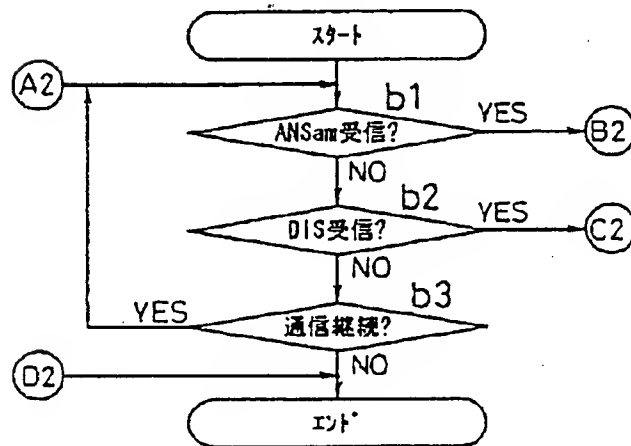 スタート
A2
b1
ANSam受信?
YES
B2
NO
b2
DIS受信?
YES
C2
NO
b3
YES
通信継続?
NO
D2
エンド